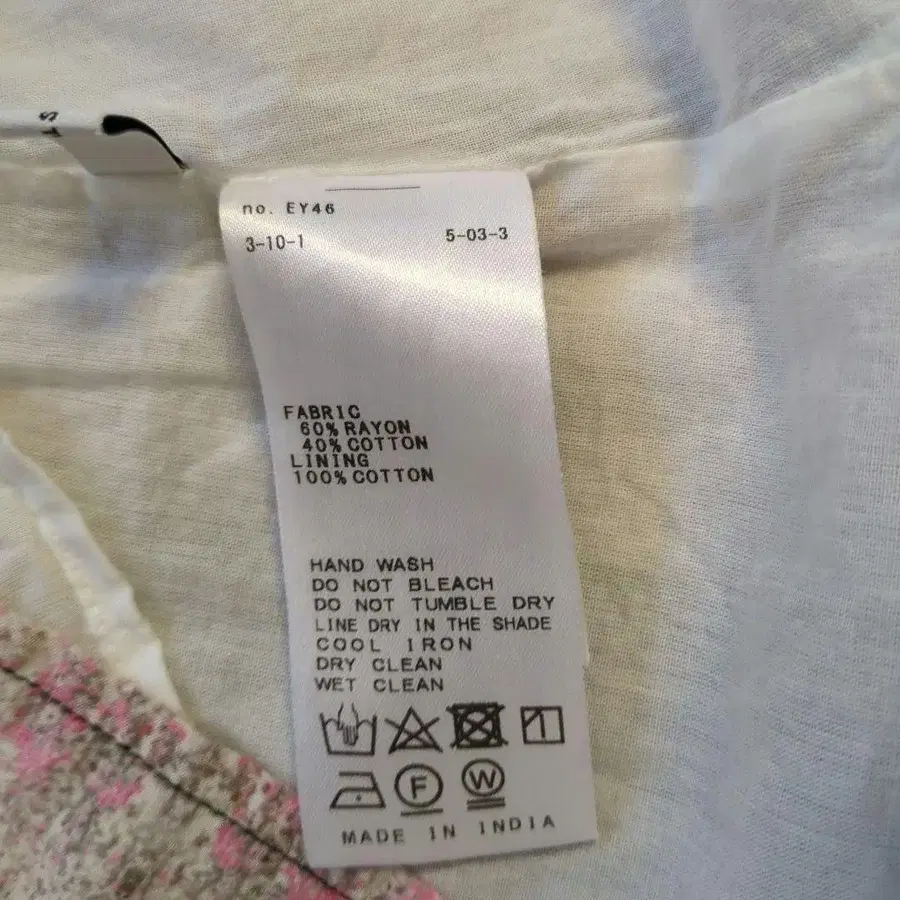 no. EY46
3-10-1 5-03-3
FABRIC
60% RAYON
40% COTTON
LINING
100% COTTON
HAND WASH
DO NOT BLEACH
DO NOT TUMBLE DRY
LINE DRY IN THE SHADE
COOL IRON
DRY CLEAN
WET CLEAN
F W
MADE IN INDIA